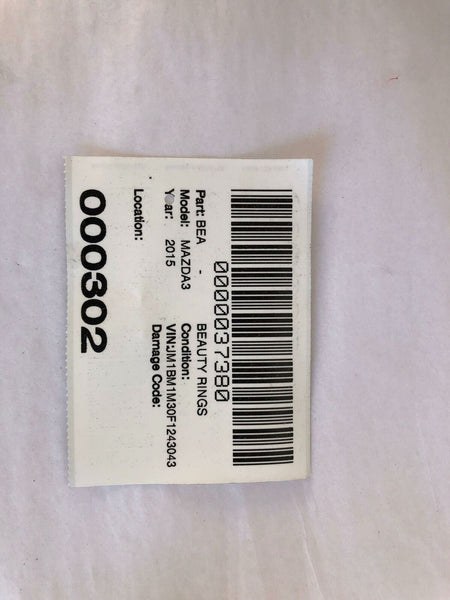 0000037380
Part: BEA - BEAUTY RINGS
Model: MAZDA3 Condition:
Year: 2015 VIN:JM1BM1M30F1243043
Damage Code:
Location:
000302